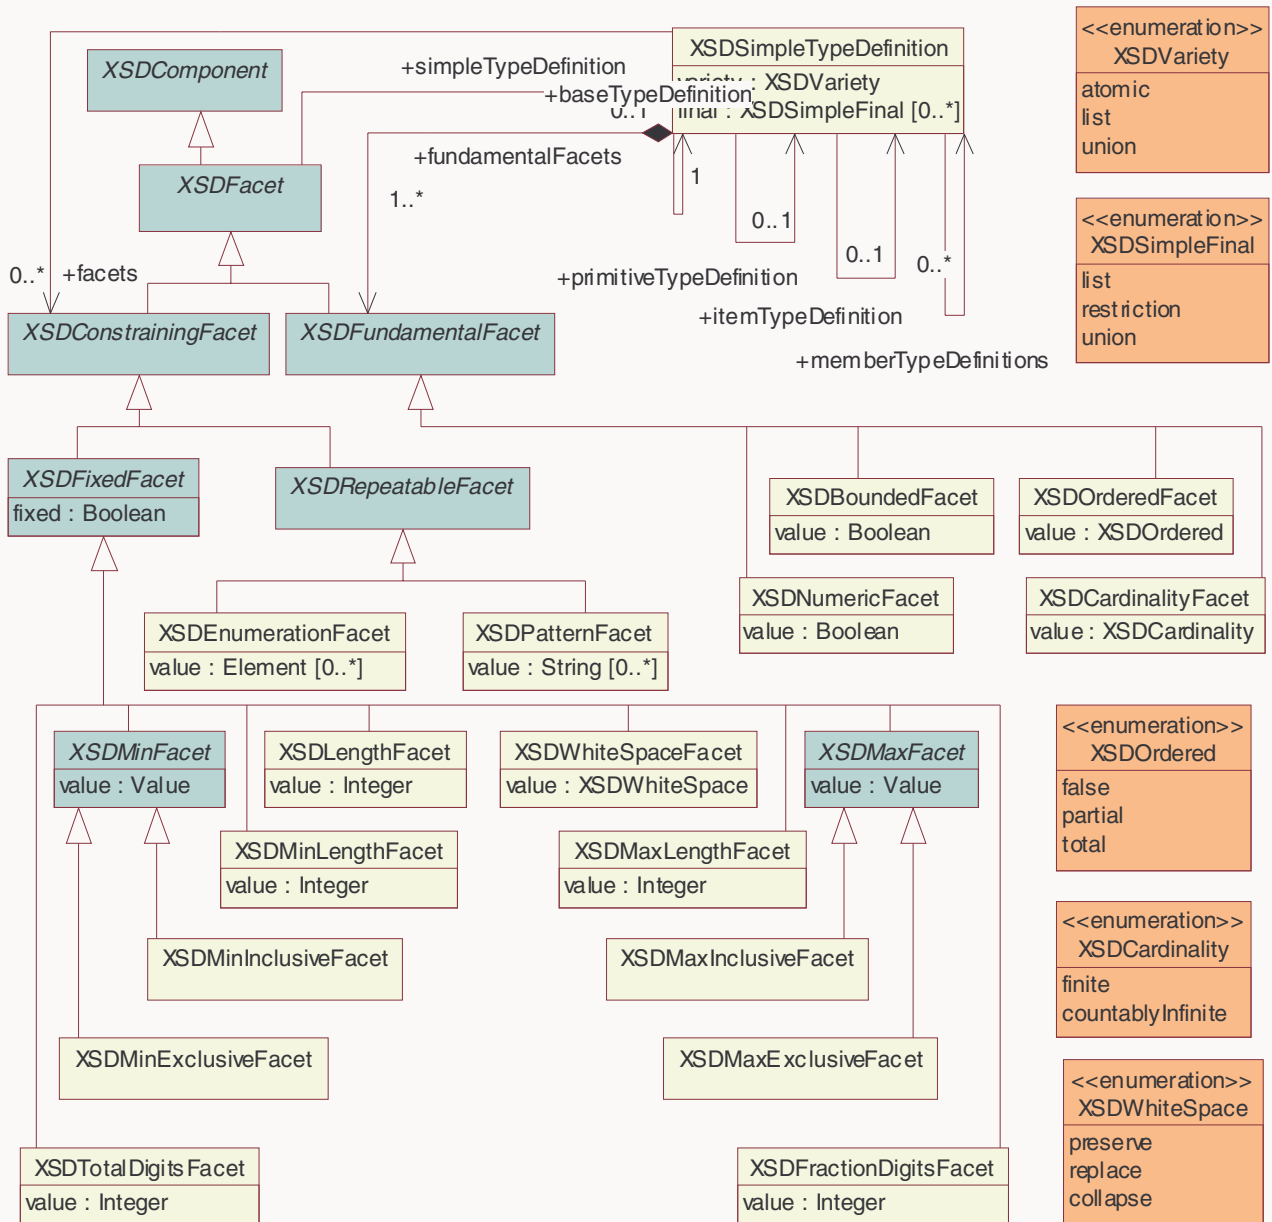 XSDComponent
+simpleTypeDefinition
XSDSimpleTypeDefinition
variety : XSDVariety
+baseTypeDefinition
0..1
final : XSDSimpleFinal [0..*]
+fundamentalFacets
1..*
1
0..1
0..1
0..*
+primitiveTypeDefinition
+itemTypeDefinition
+memberTypeDefinitions
<<enumeration>>
XSDVariety
atomic
list
union
<<enumeration>>
XSDSimpleFinal
list
restriction
union
XSDFacet
0..* +facets
XSDConstrainingFacet
XSDFundamentalFacet
XSDFixedFacet
fixed : Boolean
XSDRepeatableFacet
XSDBoundedFacet
value : Boolean
XSDOrderedFacet
value : XSDOrdered
XSDNumericFacet
value : Boolean
XSDCardinalityFacet
value : XSDCardinality
XSDEnumerationFacet
value : Element [0..*]
XSDPatternFacet
value : String [0..*]
XSDMinFacet
value : Value
XSDLengthFacet
value : Integer
XSDWhiteSpaceFacet
value : XSDWhiteSpace
XSDMaxFacet
value : Value
XSDMinLengthFacet
value : Integer
XSDMaxLengthFacet
value : Integer
XSDMinInclusiveFacet
XSDMaxInclusiveFacet
XSDMinExclusiveFacet
XSDMaxExclusiveFacet
XSDTotalDigitsFacet
value : Integer
XSDFractionDigitsFacet
value : Integer
<<enumeration>>
XSDOrdered
false
partial
total
<<enumeration>>
XSDCardinality
finite
countablyInfinite
<<enumeration>>
XSDWhiteSpace
preserve
replace
collapse